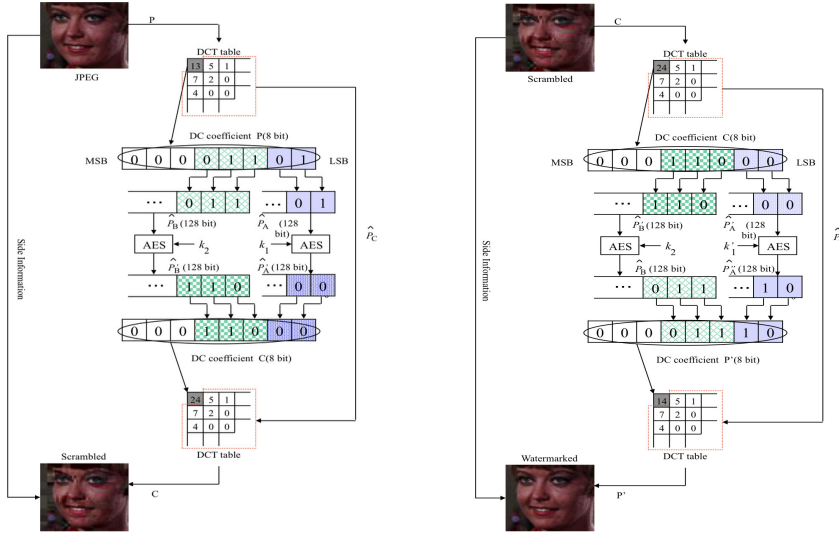 P
DCT table
13 5 1
7 2 0
4 0 0
JPEG
DC coefficient P(8 bit)
MSB 0 0 0 0 1 1 0 1 LSB
... 0 1 1 ... 0 1
P̂B (128 bit) P̂A (128 bit)
P̂C
AES k2 k1 AES
P̂B' (128 bit) P̂A' (128 bit)
... 1 1 0 ... 0 0
0 0 0 1 1 0 0 0
DC coefficient C(8 bit)
Side Information
24 5 1
7 2 0
4 0 0
DCT table
Scrambled
C
C
DCT table
24 5 1
7 2 0
4 0 0
Scrambled
DC coefficient C(8 bit)
MSB 0 0 0 1 1 0 0 0 LSB
... 1 1 0 ... 0 0
P̂B' (128 bit) P̂A' (128 bit)
AES k2 k1' AES
P̂B (128 bit) P̂A'' (128 bit)
... 0 1 1 ... 1 0
0 0 0 0 1 1 1 0
DC coefficient P'(8 bit)
Side Information
14 5 1
7 2 0
4 0 0
DCT table
Watermarked
P'